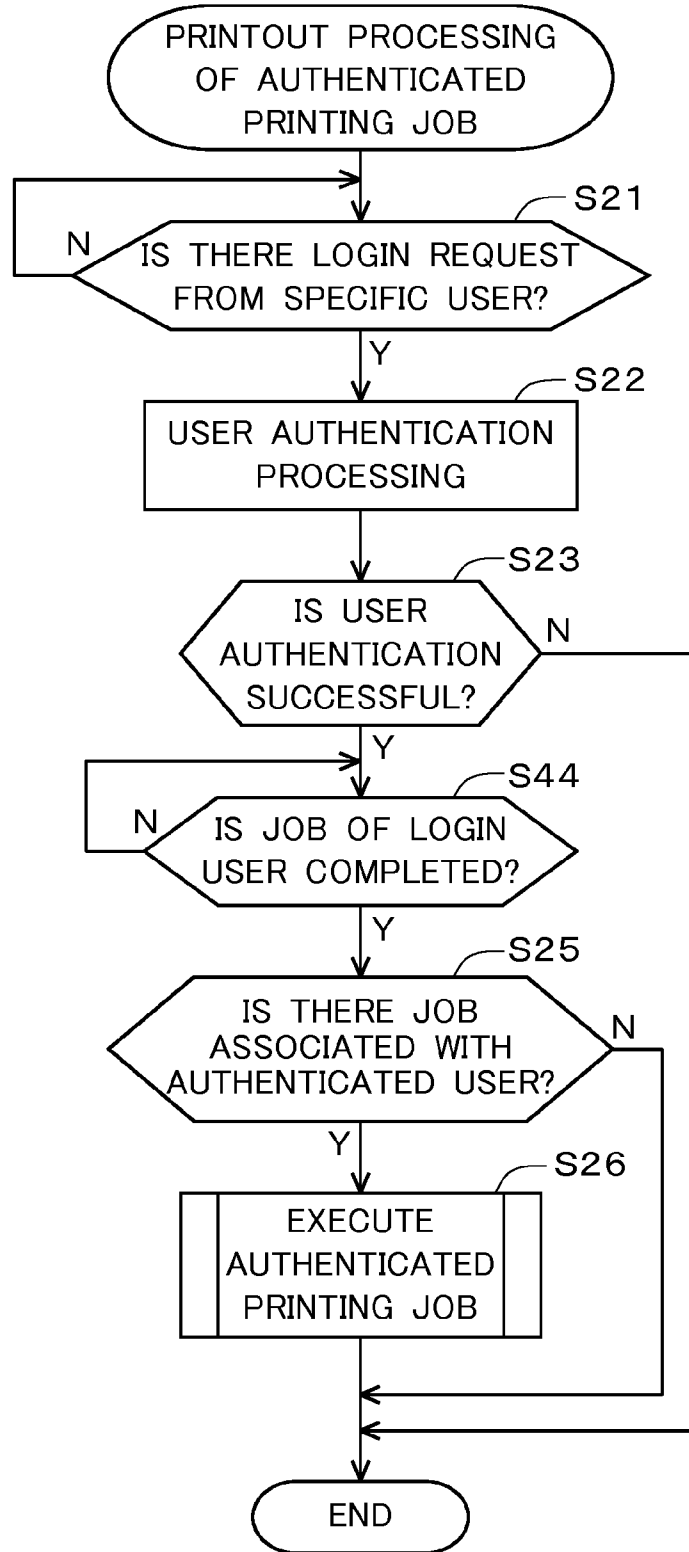 PRINTOUT PROCESSING
OF AUTHENTICATED
PRINTING JOB
S21
N
IS THERE LOGIN REQUEST
FROM SPECIFIC USER?
Y
S22
USER AUTHENTICATION
PROCESSING
S23
IS USER
AUTHENTICATION
SUCCESSFUL?
N
Y
S44
N
IS JOB OF LOGIN
USER COMPLETED?
Y
S25
IS THERE JOB
ASSOCIATED WITH
AUTHENTICATED USER?
N
Y
S26
EXECUTE
AUTHENTICATED
PRINTING JOB
END